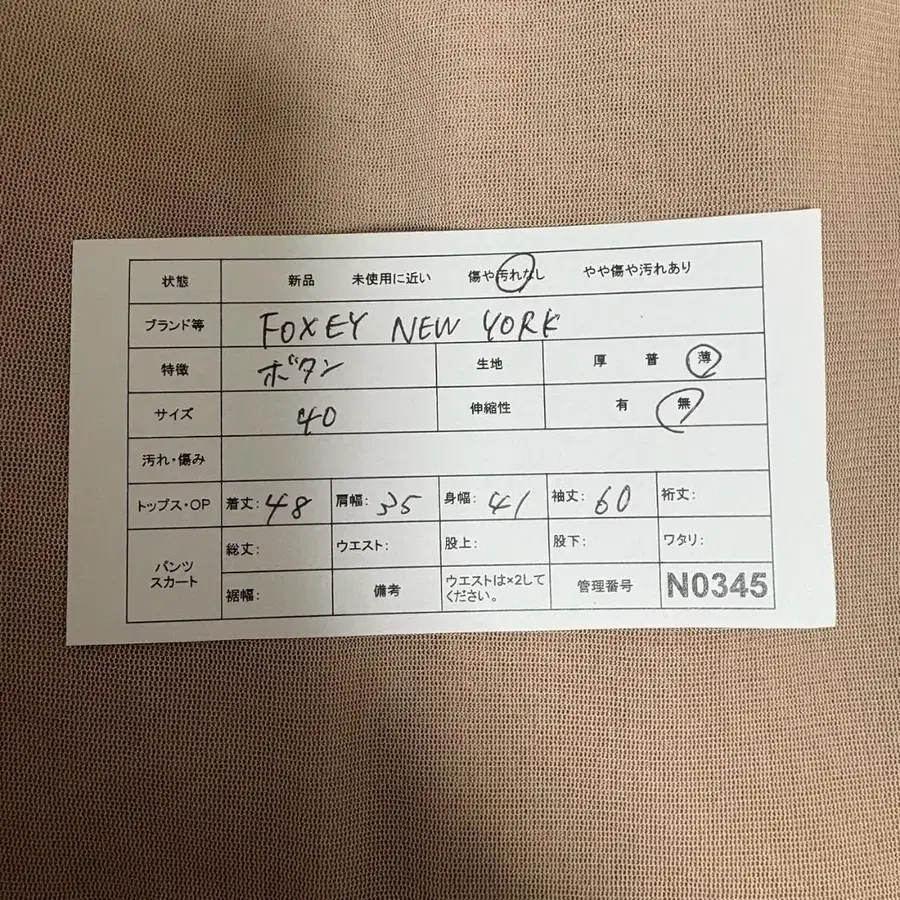 状態 新品 未使用に近い 傷や汚れなし やや傷や汚れあり
ブランド等 FOXEY NEW YORK
特徴 ボタン 生地 厚 普 薄
サイズ 40 伸縮性 有 無
汚れ・傷み
トップス・OP 着丈: 48 肩幅: 35 身幅: 41 袖丈: 60 裄丈:
パンツ スカート 総丈: ウエスト: 股上: 股下: ワタリ:
裾幅: 備考 ウエストは×2して ください。 管理番号 N0345